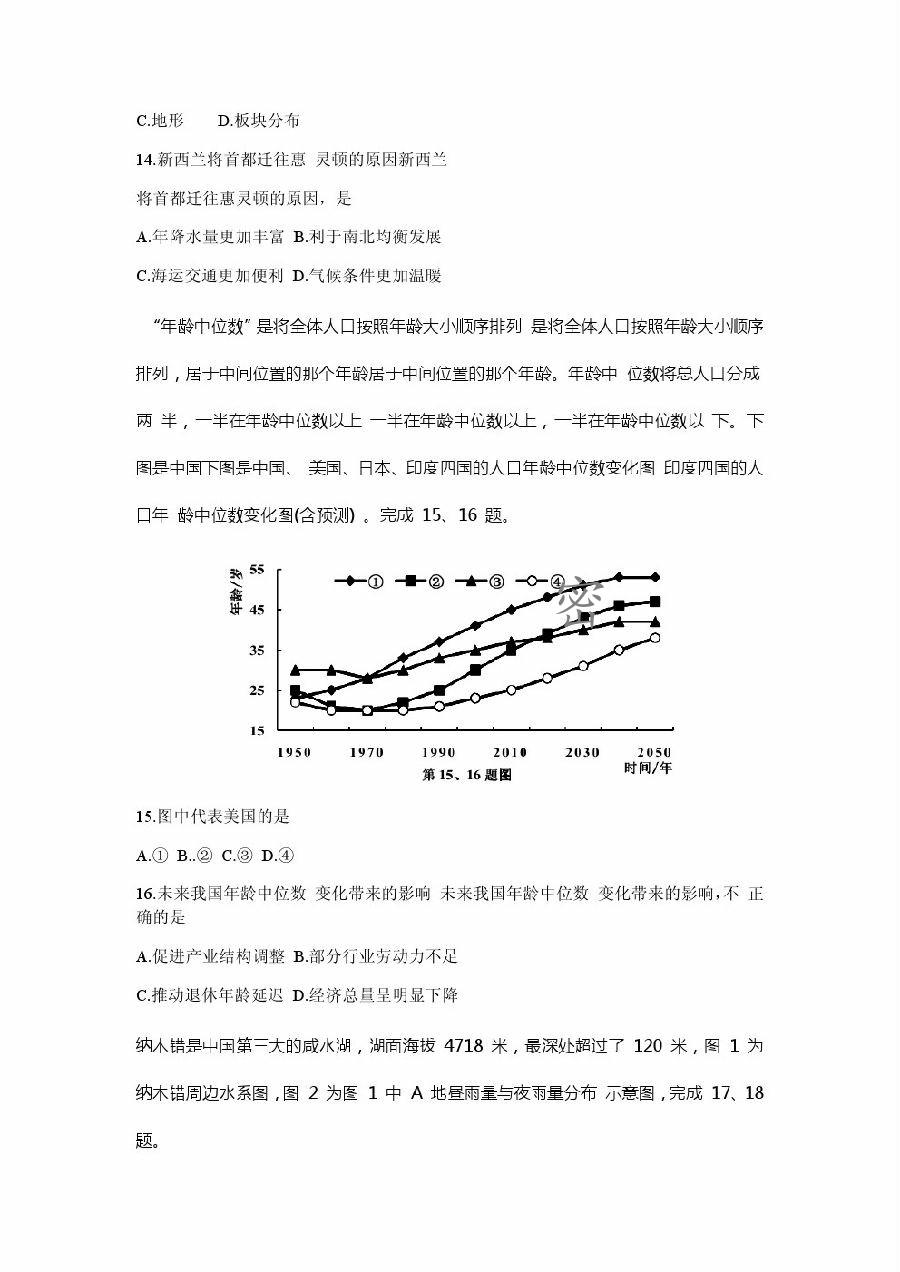 C.地形 D.板块分布
14.新西兰将首都迁往惠 灵顿的原因新西兰
将首都迁往惠灵顿的原因，是
A.年降水量更加丰富 B.利于南北均衡发展
C.海运交通更加便利 D.气候条件更加温暖
“年龄中位数”是将全体人口按照年龄大小顺序排列 是将全体人口按照年龄大小顺序
排列，居于中间位置的那个年龄居于中间位置的那个年龄。年龄中 位数将总人口分成
两 半，一半在年龄中位数以上 一半在年龄中位数以上，一半在年龄中位数以 下。下
图是中国下图是中国、 美国、日本、印度四国的人口年龄中位数变化图 印度四国的人
口年 龄中位数变化图(含预测) 。完成 15、16 题。
年龄/岁
55
45
35
25
15
① ② ③ ④
密
1950 1970 1990 2010 2030 2050
时间/年
第 15、16 题图
15.图中代表美国的是
A.① B..② C.③ D.④
16.未来我国年龄中位数 变化带来的影响 未来我国年龄中位数 变化带来的影响，不 正
确的是
A.促进产业结构调整 B.部分行业劳动力不足
C.推动退休年龄延迟 D.经济总量呈明显下降
纳木错是中国第三大的咸水湖，湖面海拔 4718 米，最深处超过了 120 米，图 1 为
纳木错周边水系图，图 2 为图 1 中 A 地昼雨量与夜雨量分布 示意图，完成 17、18
题。